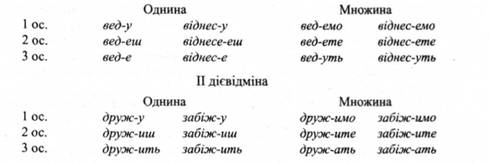 Однина Множина
1 ос. вед-у віднес-у вед-емо віднес-емо
2 ос. вед-еш віднесе-еш вед-ете віднес-ете
3 ос. вед-е віднес-е вед-уть віднес-уть
II дієвідміна
Однина Множина
1 ос. друж-у забіж-у друж-имо забіж-имо
2 ос. друж-иш забіж-иш друж-ите забіж-ите
3 ос. друж-ить забіж-ить друж-ать забіж-ать